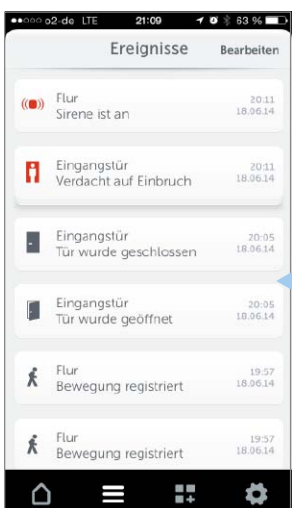 o2-de LTE 21:09 63 %
Ereignisse Bearbeiten
Flur 20:11
Sirene ist an 18.06.14
Eingangstür 20:11
Verdacht auf Einbruch 18.06.14
Eingangstür 20:05
Tür wurde geschlossen 18.06.14
Eingangstür 20:05
Tür wurde geöffnet 18.06.14
Flur 19:57
Bewegung registriert 18.06.14
Flur 19:57
Bewegung registriert 18.06.14